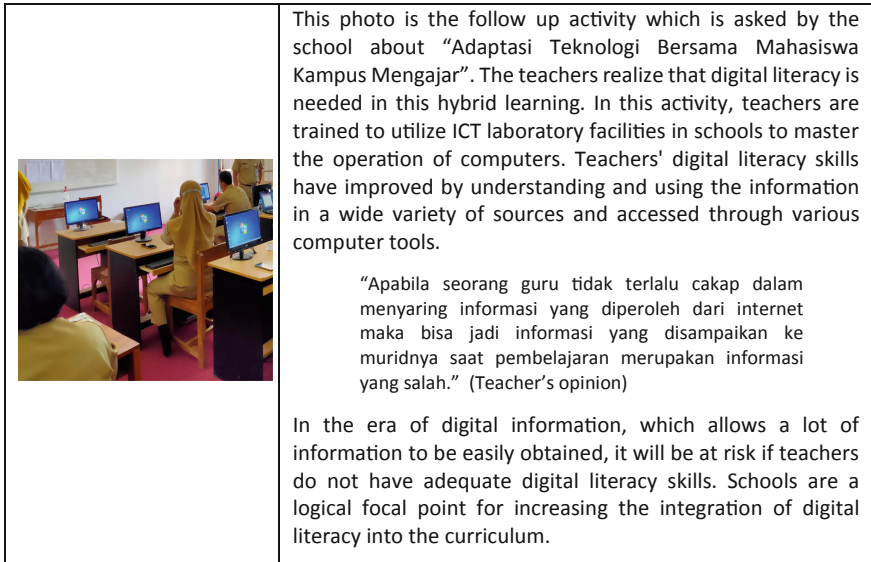 This photo is the follow up activity which is asked by the
school about “Adaptasi Teknologi Bersama Mahasiswa
Kampus Mengajar”. The teachers realize that digital literacy is
needed in this hybrid learning. In this activity, teachers are
trained to utilize ICT laboratory facilities in schools to master
the operation of computers. Teachers' digital literacy skills
have improved by understanding and using the information
in a wide variety of sources and accessed through various
computer tools.
“Apabila seorang guru tidak terlalu cakap dalam
menyaring informasi yang diperoleh dari internet
maka bisa jadi informasi yang disampaikan ke
muridnya saat pembelajaran merupakan informasi
yang salah.” (Teacher’s opinion)
In the era of digital information, which allows a lot of
information to be easily obtained, it will be at risk if teachers
do not have adequate digital literacy skills. Schools are a
logical focal point for increasing the integration of digital
literacy into the curriculum.